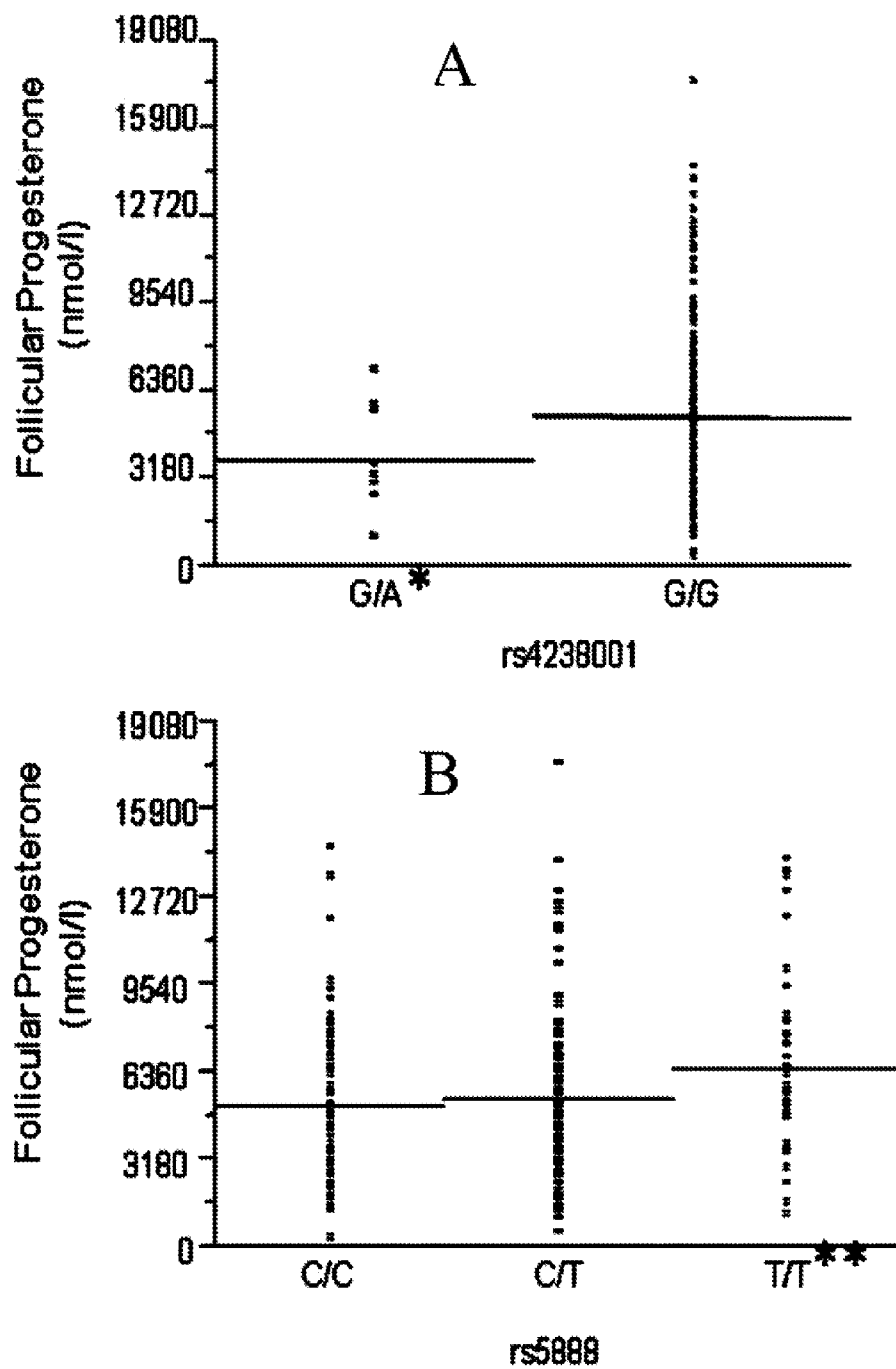 A
Follicular Progesterone
(nmol/l)
19080
15900
12720
9540
6360
3180
0
G/A* G/G
rs4238001
B
Follicular Progesterone
(nmol/l)
19080
15900
12720
9540
6360
3180
0
C/C C/T T/T**
rs5888